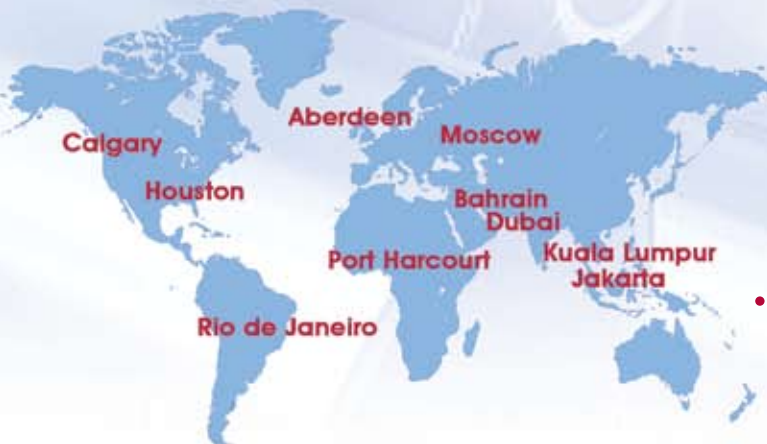 Aberdeen
Moscow
Calgary
Houston
Bahrain
Dubai
Port Harcourt
Kuala Lumpur
Jakarta
Rio de Janeiro